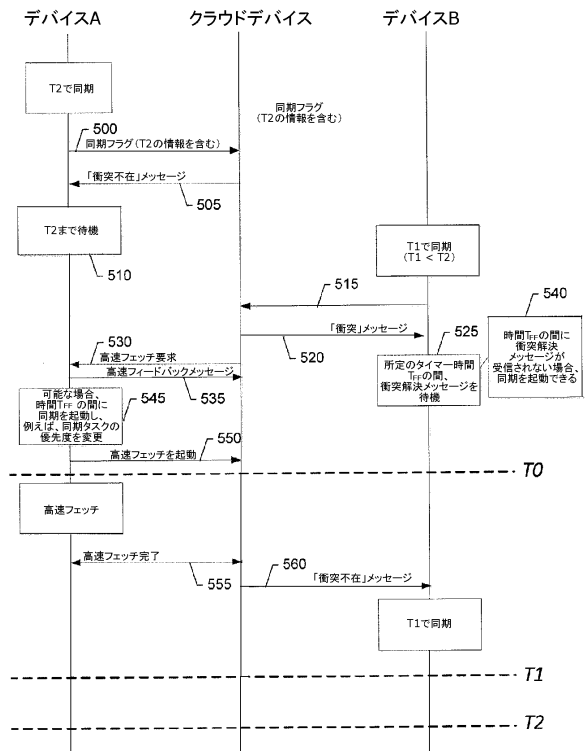 デバイスA
クラウドデバイス
デバイスB
T2で同期
同期フラグ
(T2の情報を含む)
500
同期フラグ(T2の情報を含む)
「衝突不在」メッセージ
505
T2まで待機
510
T1で同期
(T1 < T2)
515
「衝突」メッセージ
520
525
530
高速フェッチ要求
高速フィードバックメッセージ
535
所定のタイマー時間
TFFの間、
衝突解決メッセージを
待機
540
時間TFFの間に
衝突解決
メッセージが
受信されない場合、
同期を起動できる
可能な場合、
時間TFF の間に
同期を起動し、
例えば、同期タスクの
優先度を変更
545
550
高速フェッチを起動
T0
高速フェッチ
高速フェッチ完了
555
560
「衝突不在」メッセージ
T1で同期
T1
T2